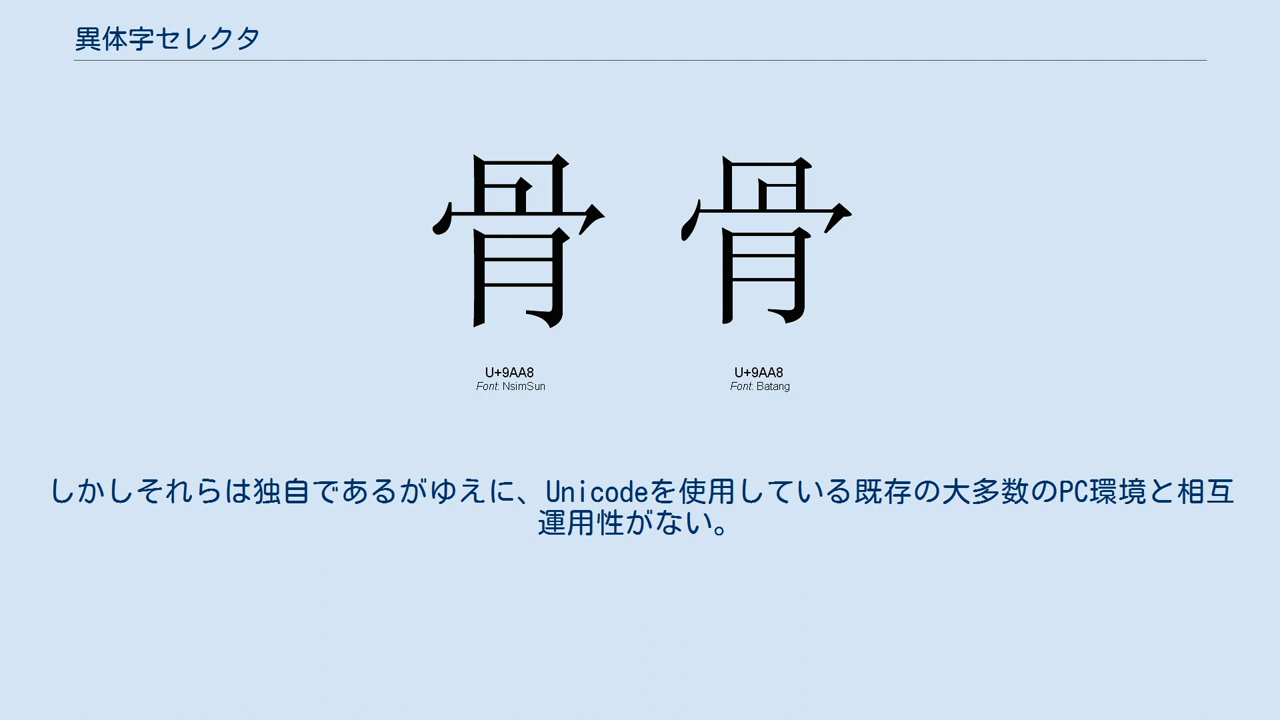 異体字セレクタ
骨 骨
U+9AA8 U+9AA8
Font: NsimSun Font: Batang
しかしそれらは独自であるがゆえに、Unicodeを使用している既存の大多数のPC環境と相互
運用性がない。